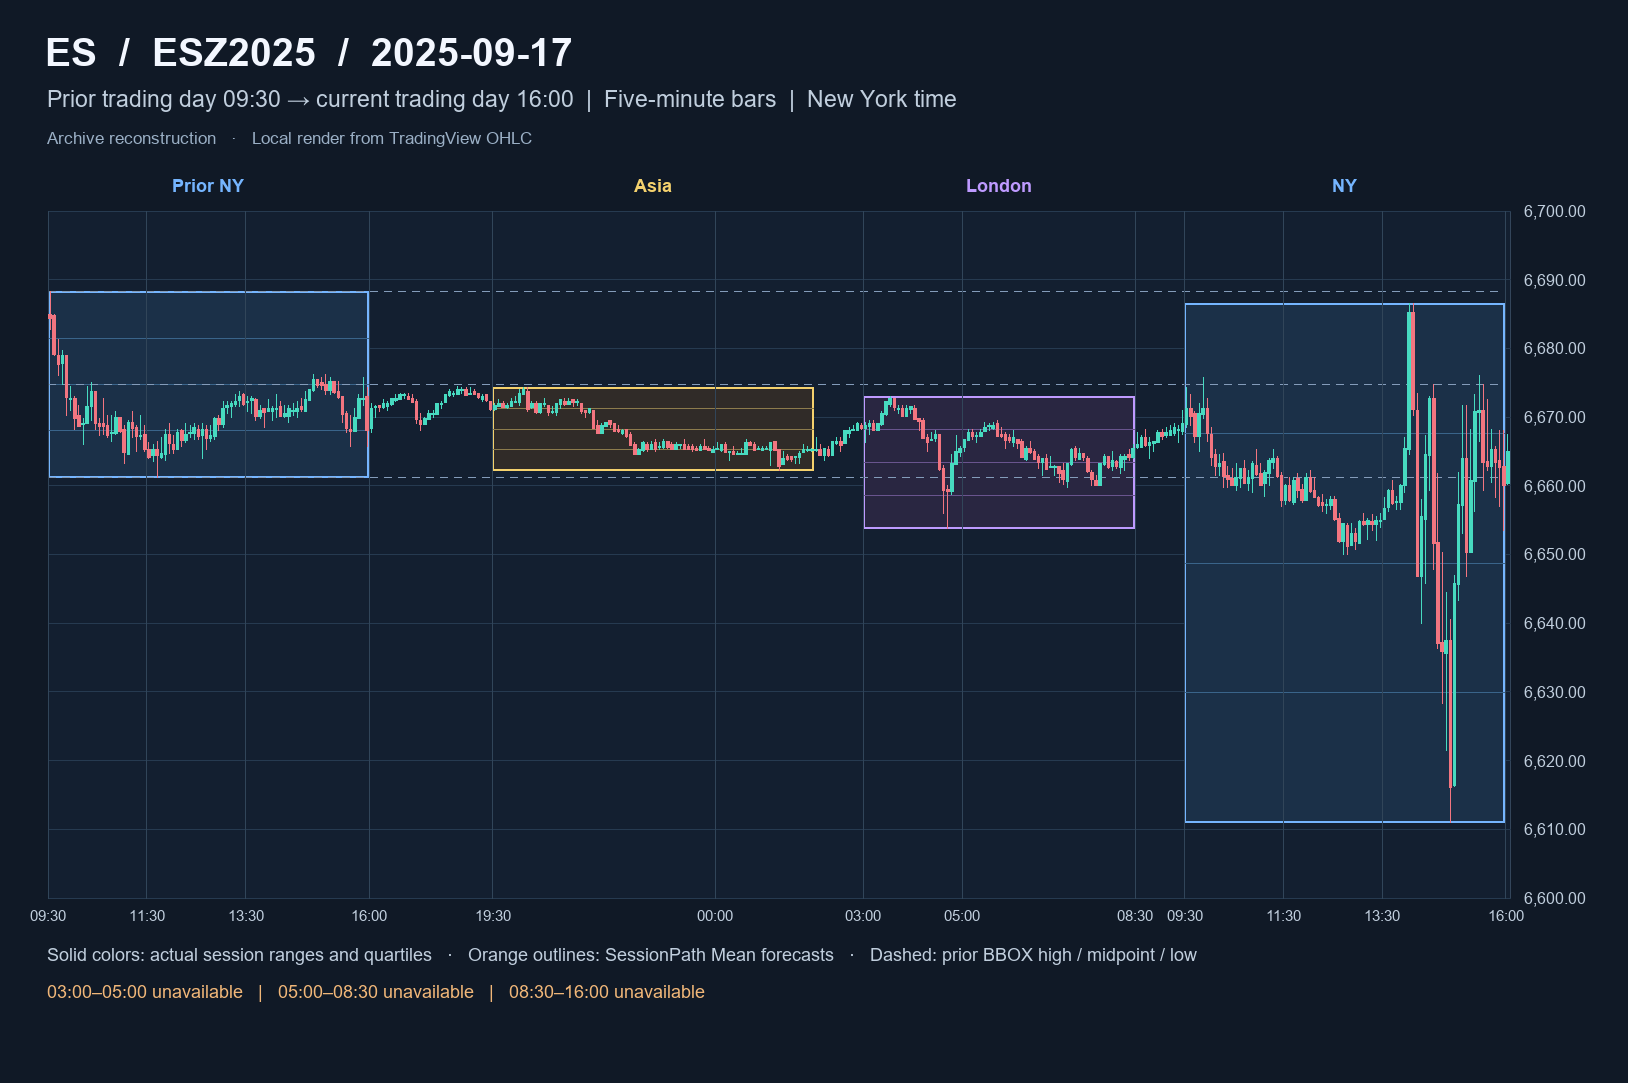 ES / ESZ2025 / 2025-09-17
Prior trading day 09:30 → current trading day 16:00 | Five-minute bars | New York time
Archive reconstruction · Local render from TradingView OHLC
Prior NY Asia London NY
6,700.00
6,690.00
6,680.00
6,670.00
6,660.00
6,650.00
6,640.00
6,630.00
6,620.00
6,610.00
6,600.00
09:30 11:30 13:30 16:00 19:30 00:00 03:00 05:00 08:30 09:30 11:30 13:30 16:00
Solid colors: actual session ranges and quartiles · Orange outlines: SessionPath Mean forecasts · Dashed: prior BBOX high / midpoint / low
03:00–05:00 unavailable | 05:00–08:30 unavailable | 08:30–16:00 unavailable